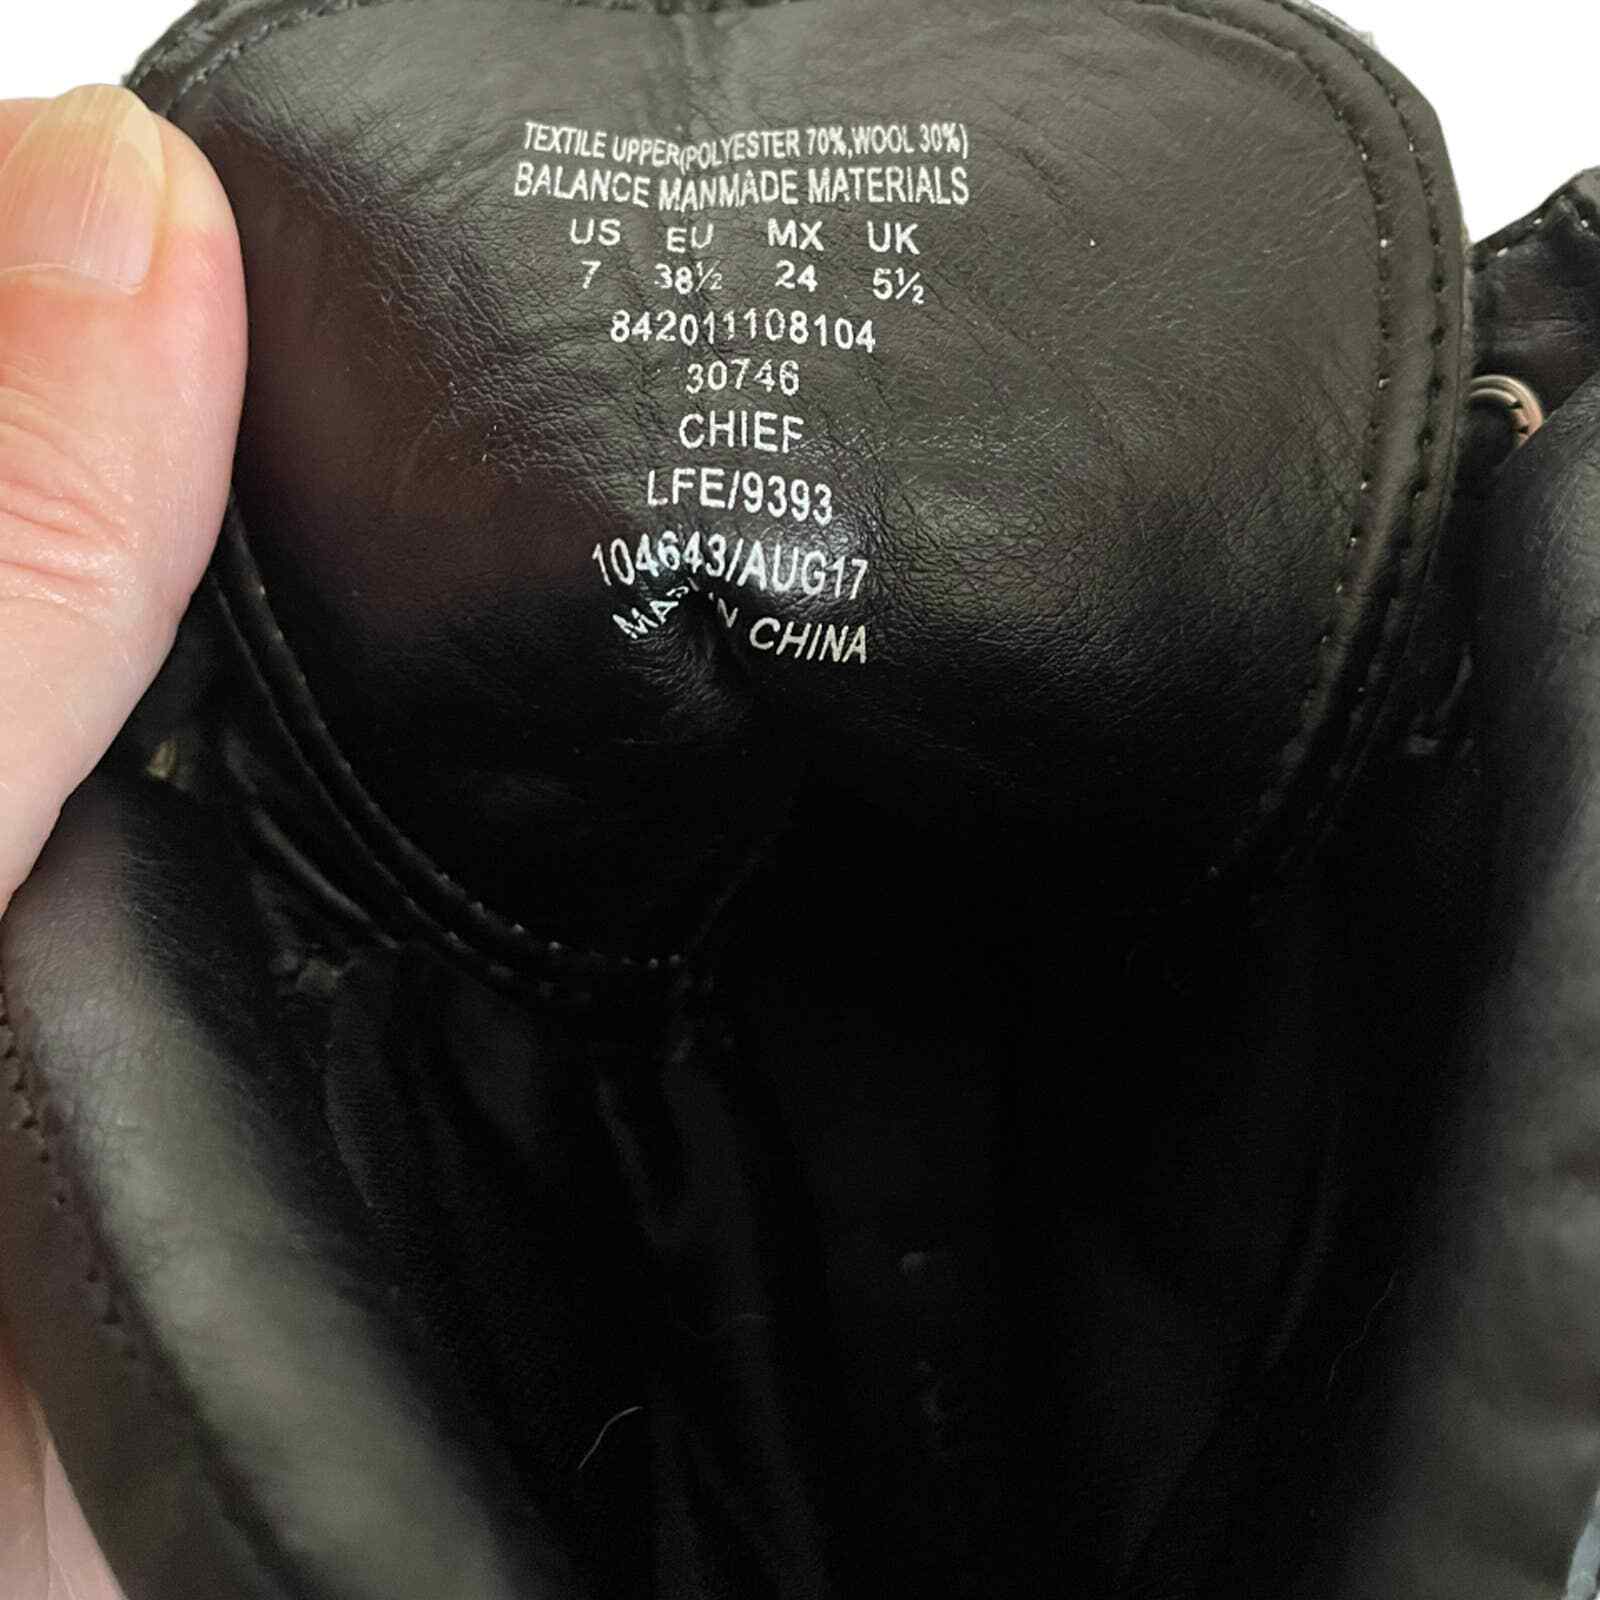 TEXTILE UPPER(POLYESTER 70%,WOOL 30%)
BALANCE MANMADE MATERIALS
US EU MX UK
7 38½ 24 5½
842011108104
30746
CHIEF
LFE/9393
104643/AUG17
CHINA